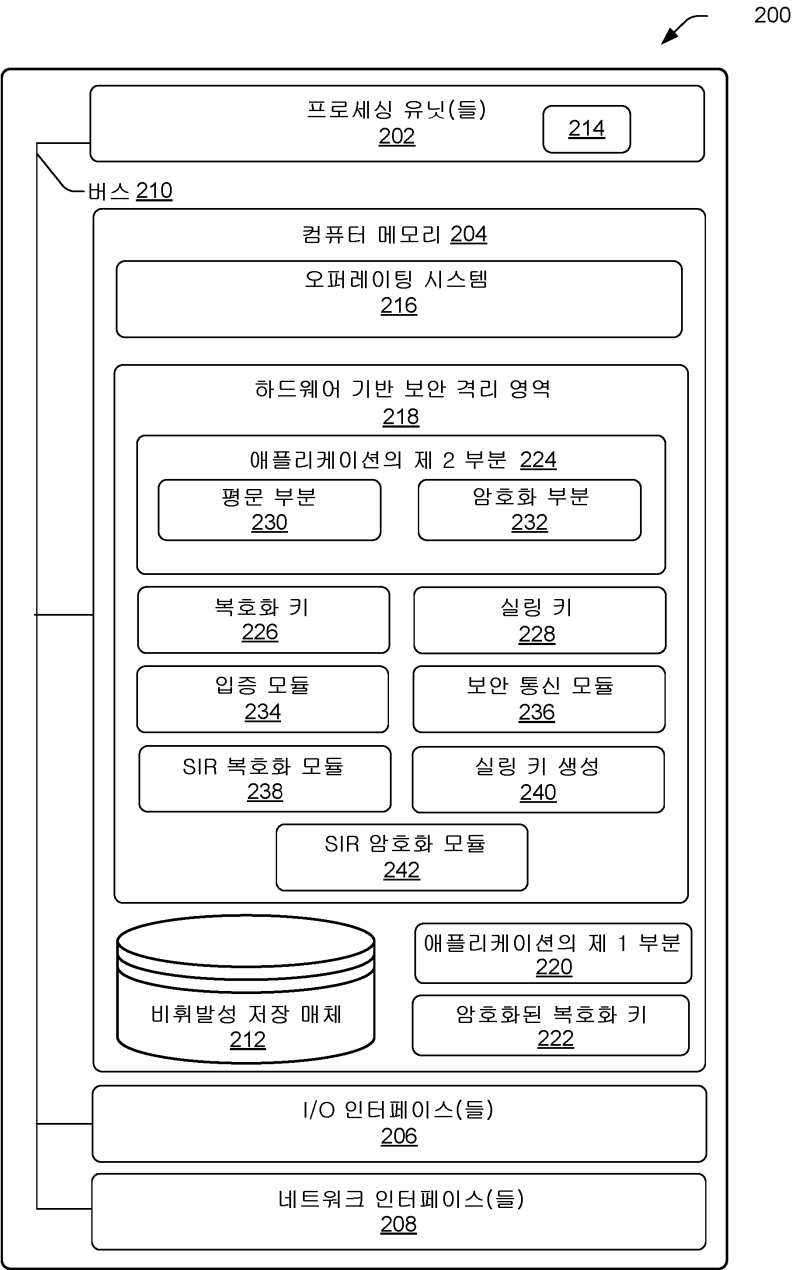 200
프로세싱 유닛(들)
202
214
버스 210
컴퓨터 메모리 204
오퍼레이팅 시스템
216
하드웨어 기반 보안 격리 영역
218
애플리케이션의 제 2 부분 224
평문 부분
230
암호화 부분
232
복호화 키
226
실링 키
228
입증 모듈
234
보안 통신 모듈
236
SIR 복호화 모듈
238
실링 키 생성
240
SIR 암호화 모듈
242
비휘발성 저장 매체
212
애플리케이션의 제 1 부분
220
암호화된 복호화 키
222
I/O 인터페이스(들)
206
네트워크 인터페이스(들)
208